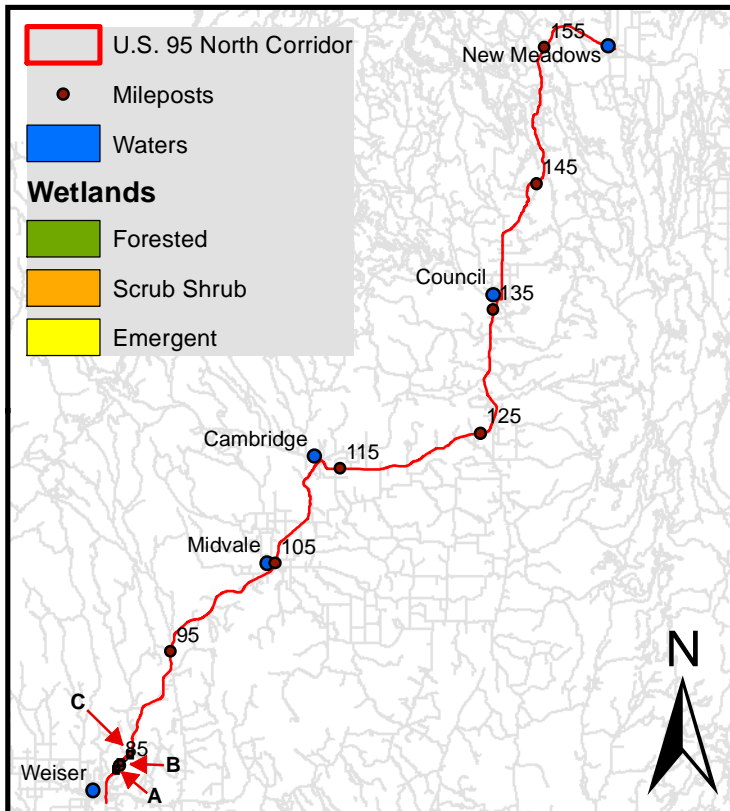 U.S. 95 North Corridor
Mileposts
Waters
Wetlands
Forested
Scrub Shrub
Emergent
155
New Meadows
145
Council
135
125
Cambridge
115
Midvale
105
95
N
C
85
B
Weiser
A